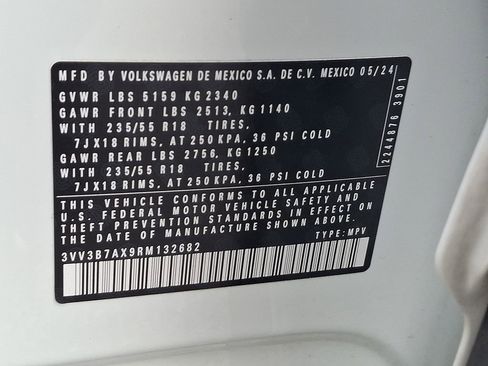 MFD BY VOLKSWAGEN DE MEXICO S.A. DE C.V. MEXICO 05/24
GVWR LBS 5159 KG 2340
GAWR FRONT LBS 2513, KG 1140
WITH 235/55 R18 TIRES,
7JX18 RIMS, AT 250 KPA, 36 PSI COLD
GAWR REAR LBS 2756, KG 1250
WITH 235/55 R18 TIRES,
7JX18 RIMS, AT 250 KPA, 36 PSI COLD
THIS VEHICLE CONFORMS TO ALL APPLICABLE
U.S. FEDERAL MOTOR VEHICLE SAFETY AND
THEFT PREVENTION STANDARDS IN EFFECT ON
THE DATE OF MANUFACTURE SHOWN ABOVE.
3VV3B7AX9RM132682 TYPE: MPV
2244876 3901